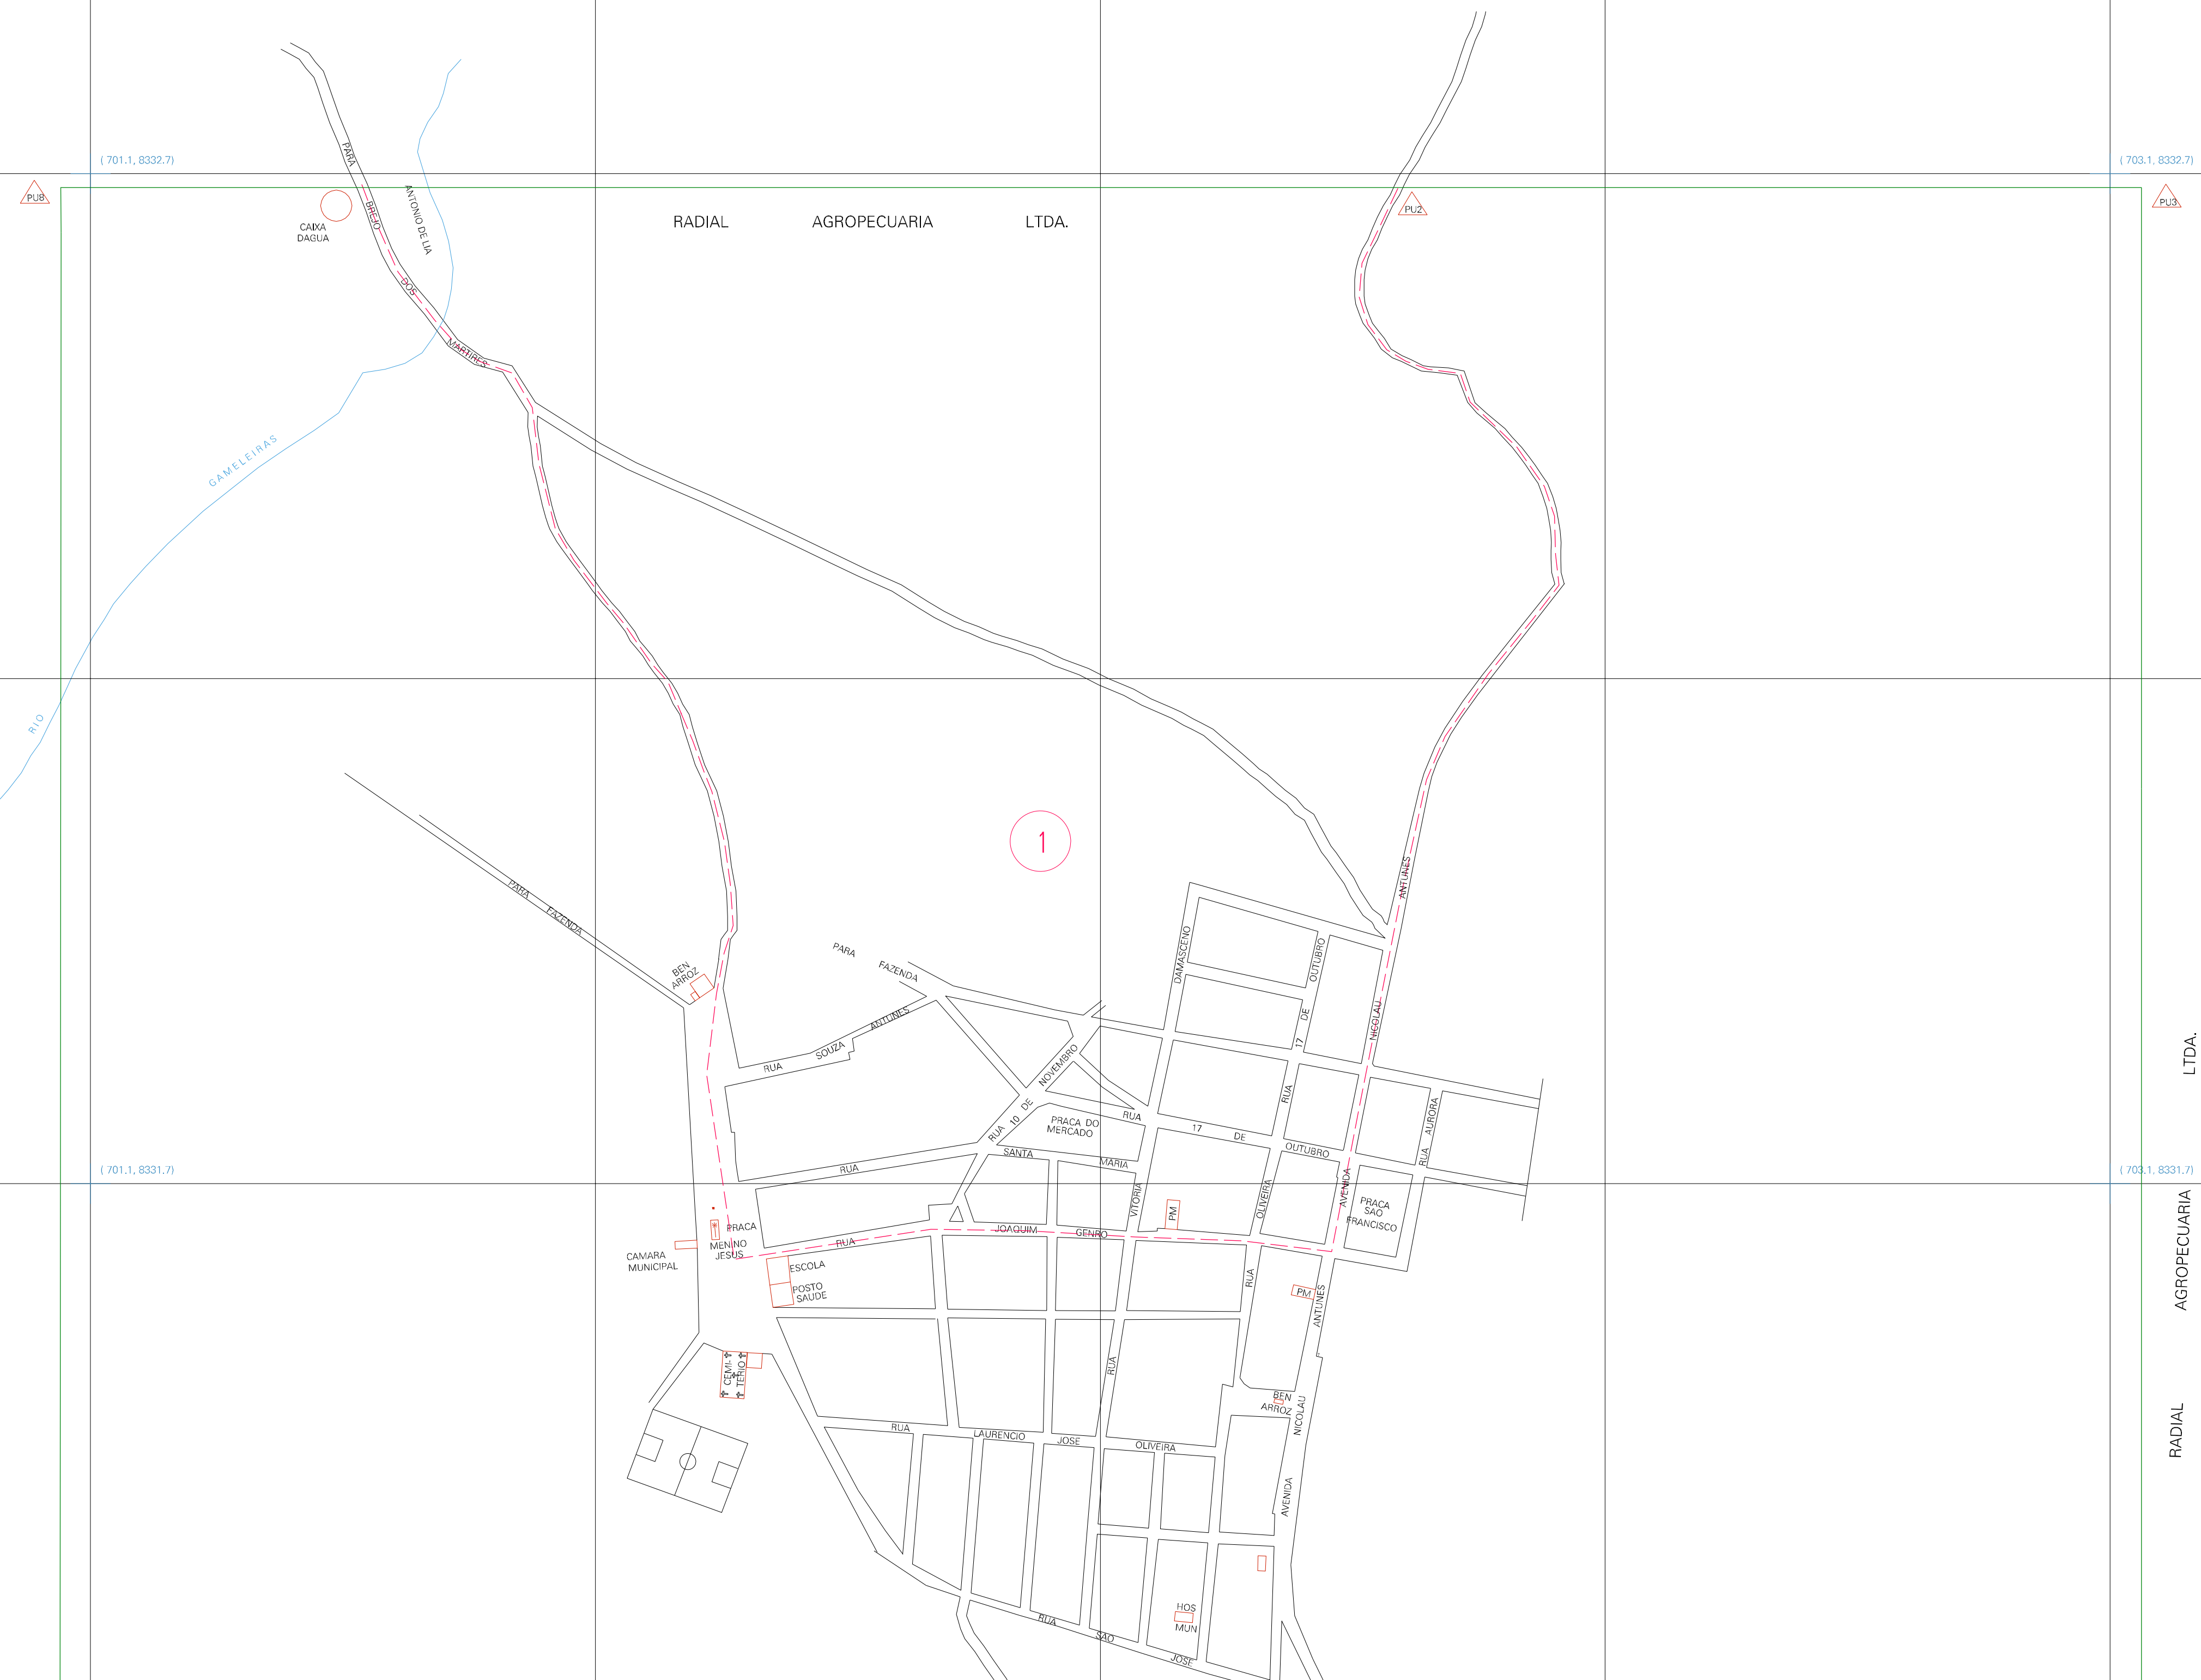 ( 701.1, 8332.7)
( 703.1, 8332.7)
PU8
PU2
PU3
CAIXA
DAGUA
PARA BREJO DOS MARTIRES
ANTONIO DE LIA
RADIAL AGROPECUARIA LTDA.
GAMELEIRAS
RIO
1
PARA FAZENDA
BEN
ARROZ
PARA FAZENDA
RUA SOUZA ANTUNES
RUA 10 DE NOVEMBRO
DAMASCENO
17 DE OUTUBRO
ANTUNES
NICOLAU
AVENIDA
RUA
OLIVEIRA
RUA AURORA
PRACA DO
MERCADO
RUA 17 DE OUTUBRO
RUA SANTA MARIA
VITORIA
PM
PRACA
SAO
FRANCISCO
( 701.1, 8331.7)
( 703.1, 8331.7)
PRACA
MENINO
JESUS
CAMARA
MUNICIPAL
RUA JOAQUIM GENRO
ESCOLA
POSTO
SAUDE
RUA
PM
ANTUNES
NICOLAU
AVENIDA
CEMI-
TERIO
RUA
BEN
ARROZ
RUA LAURENCIO JOSE OLIVEIRA
HOS
MUN
RUA SAO JOSE
RADIAL AGROPECUARIA LTDA.